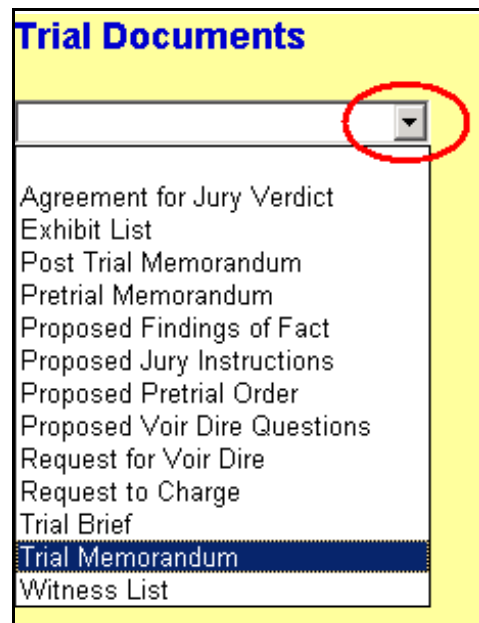 Trial Documents
Agreement for Jury Verdict
Exhibit List
Post Trial Memorandum
Pretrial Memorandum
Proposed Findings of Fact
Proposed Jury Instructions
Proposed Pretrial Order
Proposed Voir Dire Questions
Request for Voir Dire
Request to Charge
Trial Brief
Trial Memorandum
Witness List